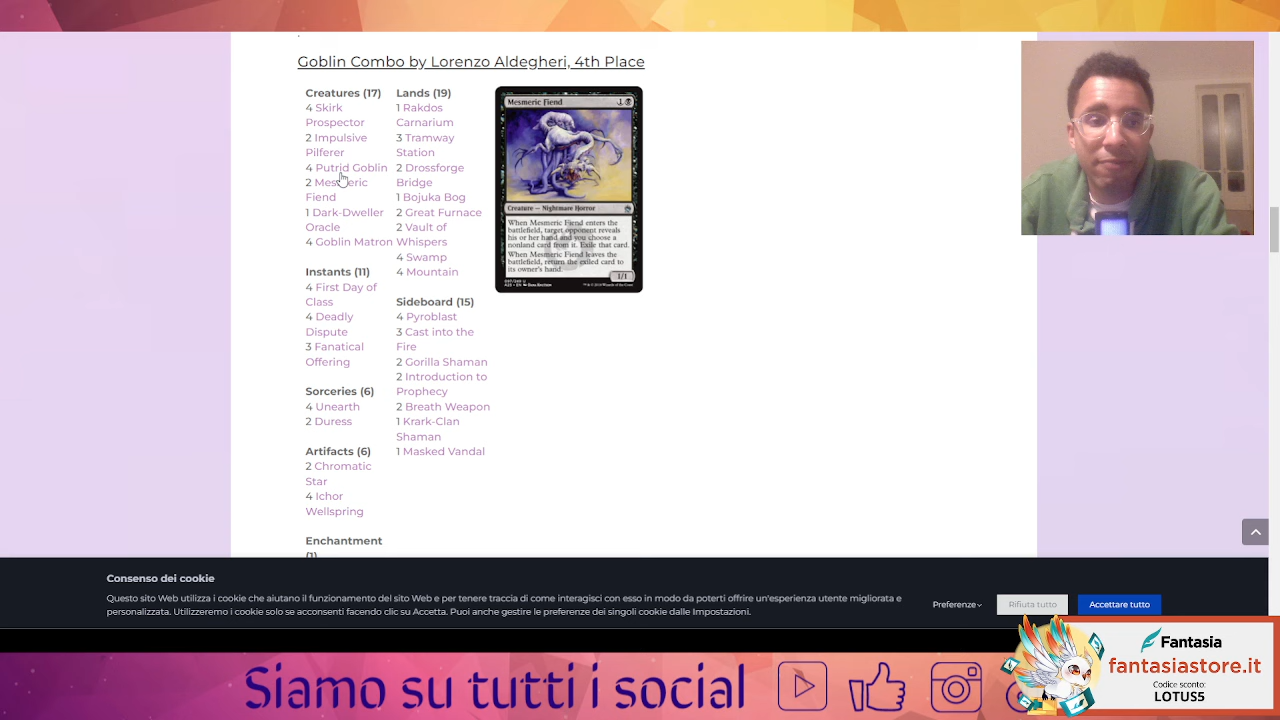 Goblin Combo by Lorenzo Aldegheri, 4th Place
Creatures (17)
4 Skirk
Prospector
2 Impulsive
Pilferer
4 Putrid Goblin
2 Mesmeric
Fiend
1 Dark-Dweller
Oracle
4 Goblin Matron
Instants (11)
4 First Day of
Class
4 Deadly
Dispute
3 Fanatical
Offering
Sorceries (6)
4 Unearth
2 Duress
Artifacts (6)
2 Chromatic
Star
4 Ichor
Wellspring
Enchantment
(1)
Lands (19)
1 Rakdos
Carnarium
3 Tramway
Station
2 Drossforge
Bridge
1 Bojuka Bog
2 Great Furnace
2 Vault of
Whispers
4 Swamp
4 Mountain
Sideboard (15)
4 Pyroblast
3 Cast into the
Fire
2 Gorilla Shaman
2 Introduction to
Prophecy
2 Breath Weapon
1 Krark-Clan
Shaman
1 Masked Vandal
Mesmeric Fiend 1
Creature — Nightmare Horror
When Mesmeric Fiend enters the
battlefield, target opponent reveals
his or her hand and you choose a
nonland card from it. Exile that card.
When Mesmeric Fiend leaves the
battlefield, return the exiled card to
its owner's hand.
1/1
Consenso dei cookie
Questo sito Web utilizza i cookie che aiutano il funzionamento del sito Web e per tenere traccia di come interagisci con esso in modo da poterti offrire un'esperienza utente migliorata e
personalizzata. Utilizzeremo i cookie solo se acconsenti facendo clic su Accetta. Puoi anche gestire le preferenze dei singoli cookie dalle Impostazioni.
Preferenze
Rifiuta tutto
Accettare tutto
Siamo su tutti i social
Fantasia
fantasiastore.it
Codice sconto:
LOTUS5